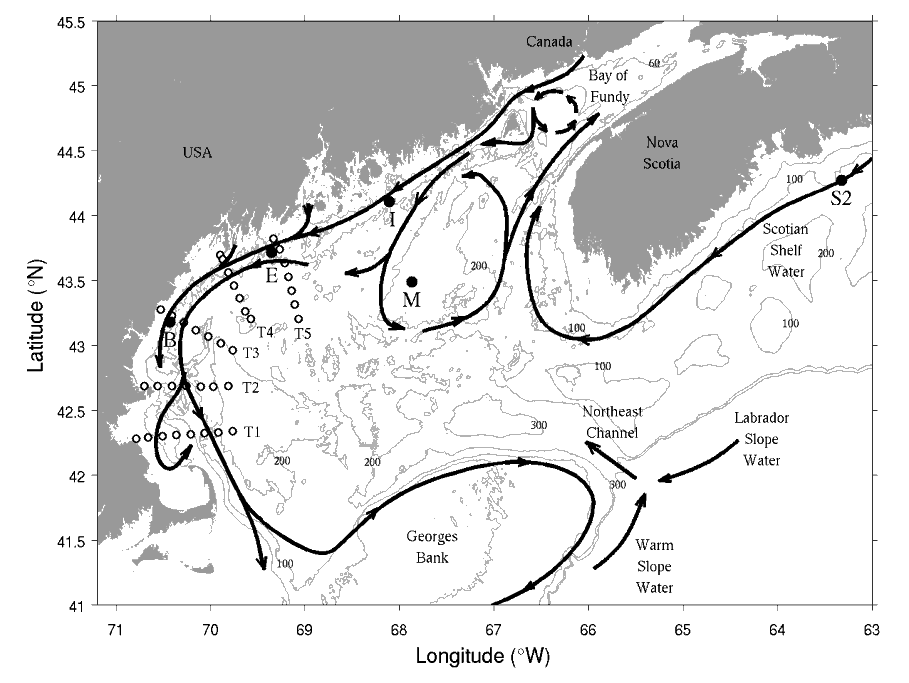 45.5
45
44.5
44
43.5
43
42.5
42
41.5
41
71
70
69
68
67
66
65
64
63
Latitude (°N)
Longitude (°W)
Canada
Bay of
Fundy
60
USA
Nova
Scotia
100
S2
I
Scotian
Shelf
Water
200
E
200
M
T4
T5
B
T3
100
100
100
T2
Northeast
Channel
Labrador
Slope
Water
T1
300
200
200
300
Georges
Bank
Warm
Slope
Water
100